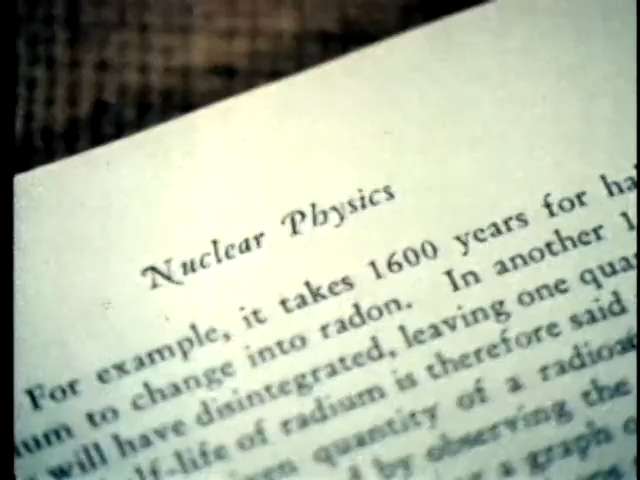 Nuclear Physics
For example, it takes 1600 years for ha
ium to change into radon. In another 1
will have disintegrated, leaving one qua
lf-life of radium is therefore said
quantity of a radioa
d by observing the
a graph o